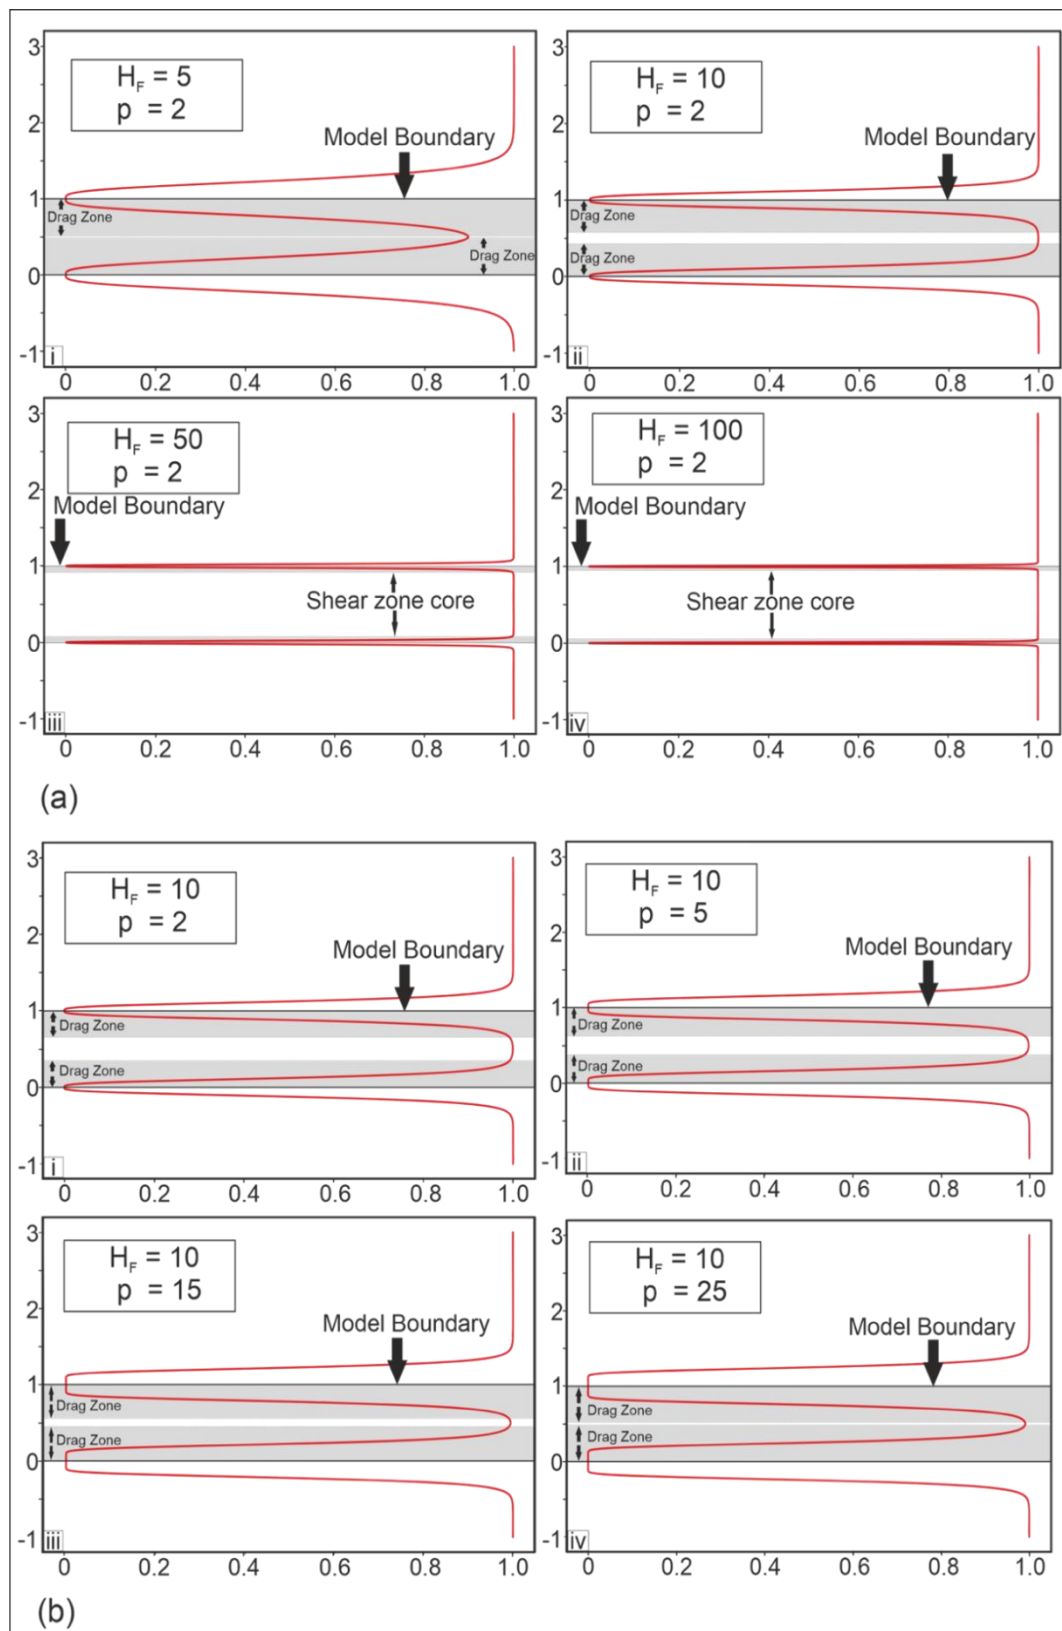 3
2
1
0
-1
H_F = 5
p = 2
Model Boundary
Drag Zone
Drag Zone
i
0 0.2 0.4 0.6 0.8 1.0
3
2
1
0
-1
H_F = 10
p = 2
Model Boundary
Drag Zone
Drag Zone
ii
0 0.2 0.4 0.6 0.8 1.0
3
2
1
0
-1
H_F = 50
p = 2
Model Boundary
Shear zone core
iii
0 0.2 0.4 0.6 0.8 1.0
3
2
1
0
-1
H_F = 100
p = 2
Model Boundary
Shear zone core
iv
0 0.2 0.4 0.6 0.8 1.0
(a)
3
2
1
0
-1
H_F = 10
p = 2
Model Boundary
Drag Zone
Drag Zone
i
0 0.2 0.4 0.6 0.8 1.0
3
2
1
0
-1
H_F = 10
p = 5
Model Boundary
Drag Zone
Drag Zone
ii
0 0.2 0.4 0.6 0.8 1.0
3
2
1
0
-1
H_F = 10
p = 15
Model Boundary
Drag Zone
Drag Zone
iii
0 0.2 0.4 0.6 0.8 1.0
3
2
1
0
-1
H_F = 10
p = 25
Model Boundary
Drag Zone
Drag Zone
iv
0 0.2 0.4 0.6 0.8 1.0
(b)